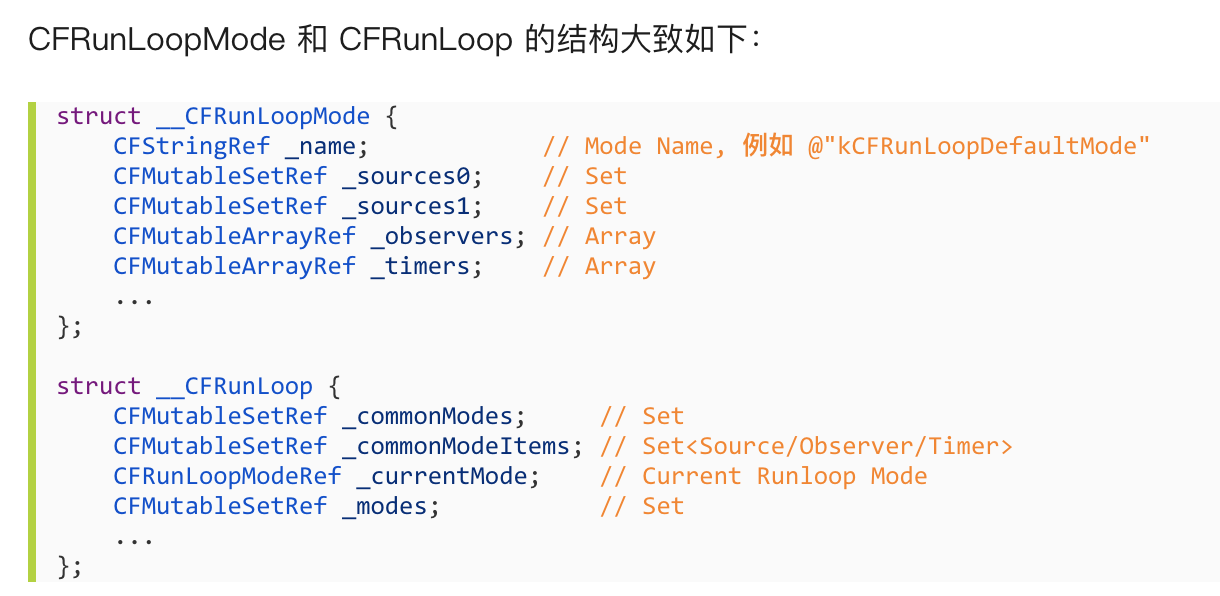 CFRunLoopMode 和 CFRunLoop 的结构大致如下：
struct __CFRunLoopMode {
    CFStringRef _name;            // Mode Name, 例如 @"kCFRunLoopDefaultMode"
    CFMutableSetRef _sources0;    // Set
    CFMutableSetRef _sources1;    // Set
    CFMutableArrayRef _observers; // Array
    CFMutableArrayRef _timers;    // Array
    ...
};
struct __CFRunLoop {
    CFMutableSetRef _commonModes;     // Set
    CFMutableSetRef _commonModeItems; // Set<Source/Observer/Timer>
    CFRunLoopModeRef _currentMode;    // Current Runloop Mode
    CFMutableSetRef _modes;           // Set
    ...
};